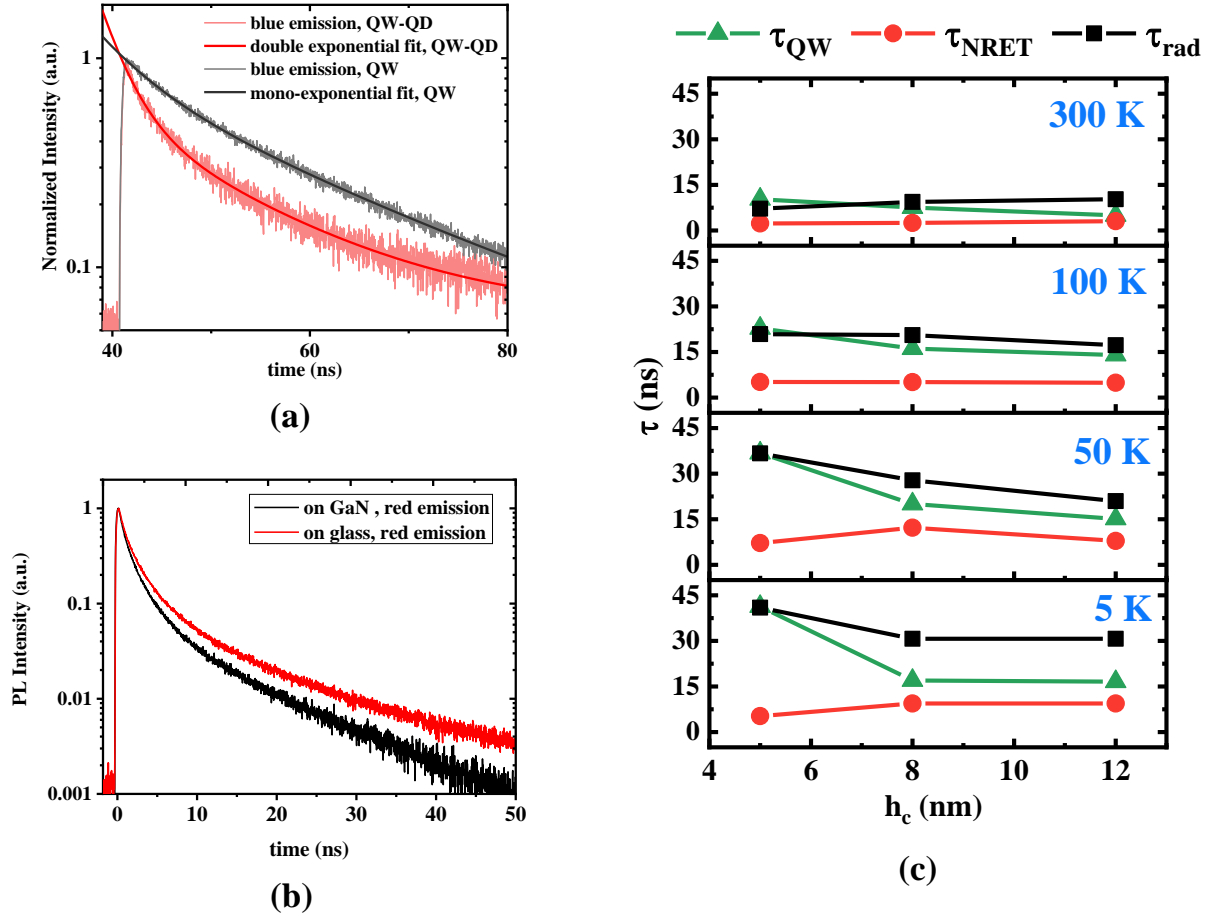 blue emission, QW-QD
double exponential fit, QW-QD
blue emission, QW
mono-exponential fit, QW
Normalized Intensity (a.u.)
1
0.1
40 60 80
time (ns)
(a)
on GaN , red emission
on glass, red emission
PL Intensity (a.u.)
1
0.1
0.01
0.001
0 10 20 30 40 50
time (ns)
(b)
τQW τNRET τrad
τ (ns)
45
30
15
0
300 K
45
30
15
0
100 K
45
30
15
0
50 K
45
30
15
0
5 K
4 6 8 10 12
hc (nm)
(c)